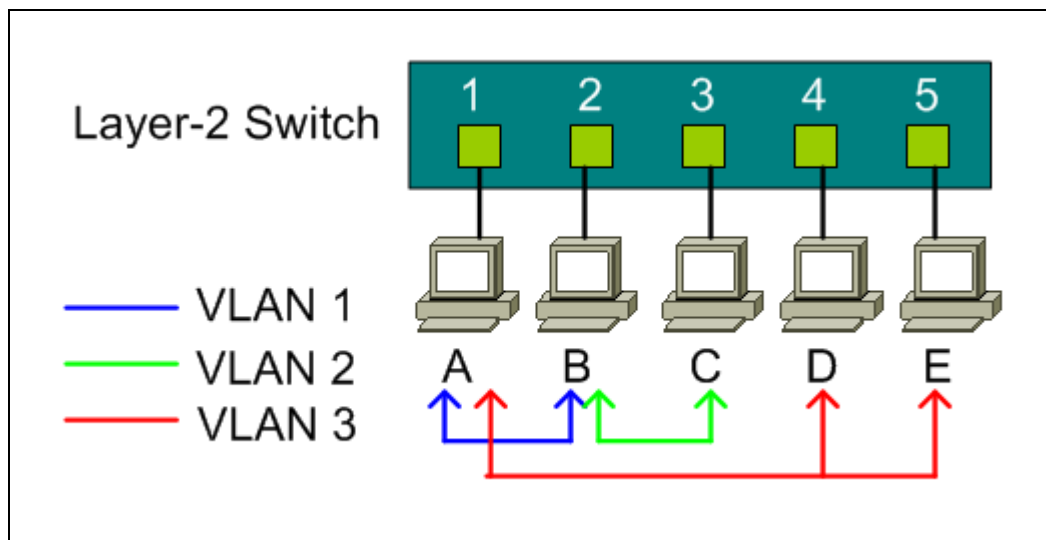 1 2 3 4 5
Layer-2 Switch
VLAN 1
VLAN 2
VLAN 3
A B C D E